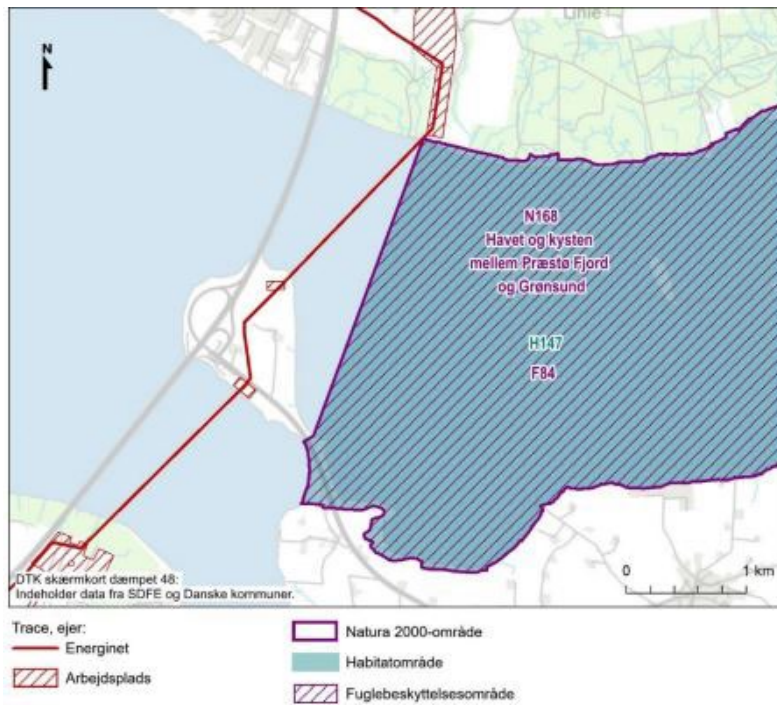 Linie
N
N168
Havet og kysten
mellem Præstø Fjord
og Grønsund
H147
F84
DTK skærmkort dæmpet 48:
Indeholder data fra SDFE og Danske kommuner.
0 1 km
Trace, ejer:
Energinet
Arbejdsplads
Natura 2000-område
Habitatområde
Fuglebeskyttelsesområde